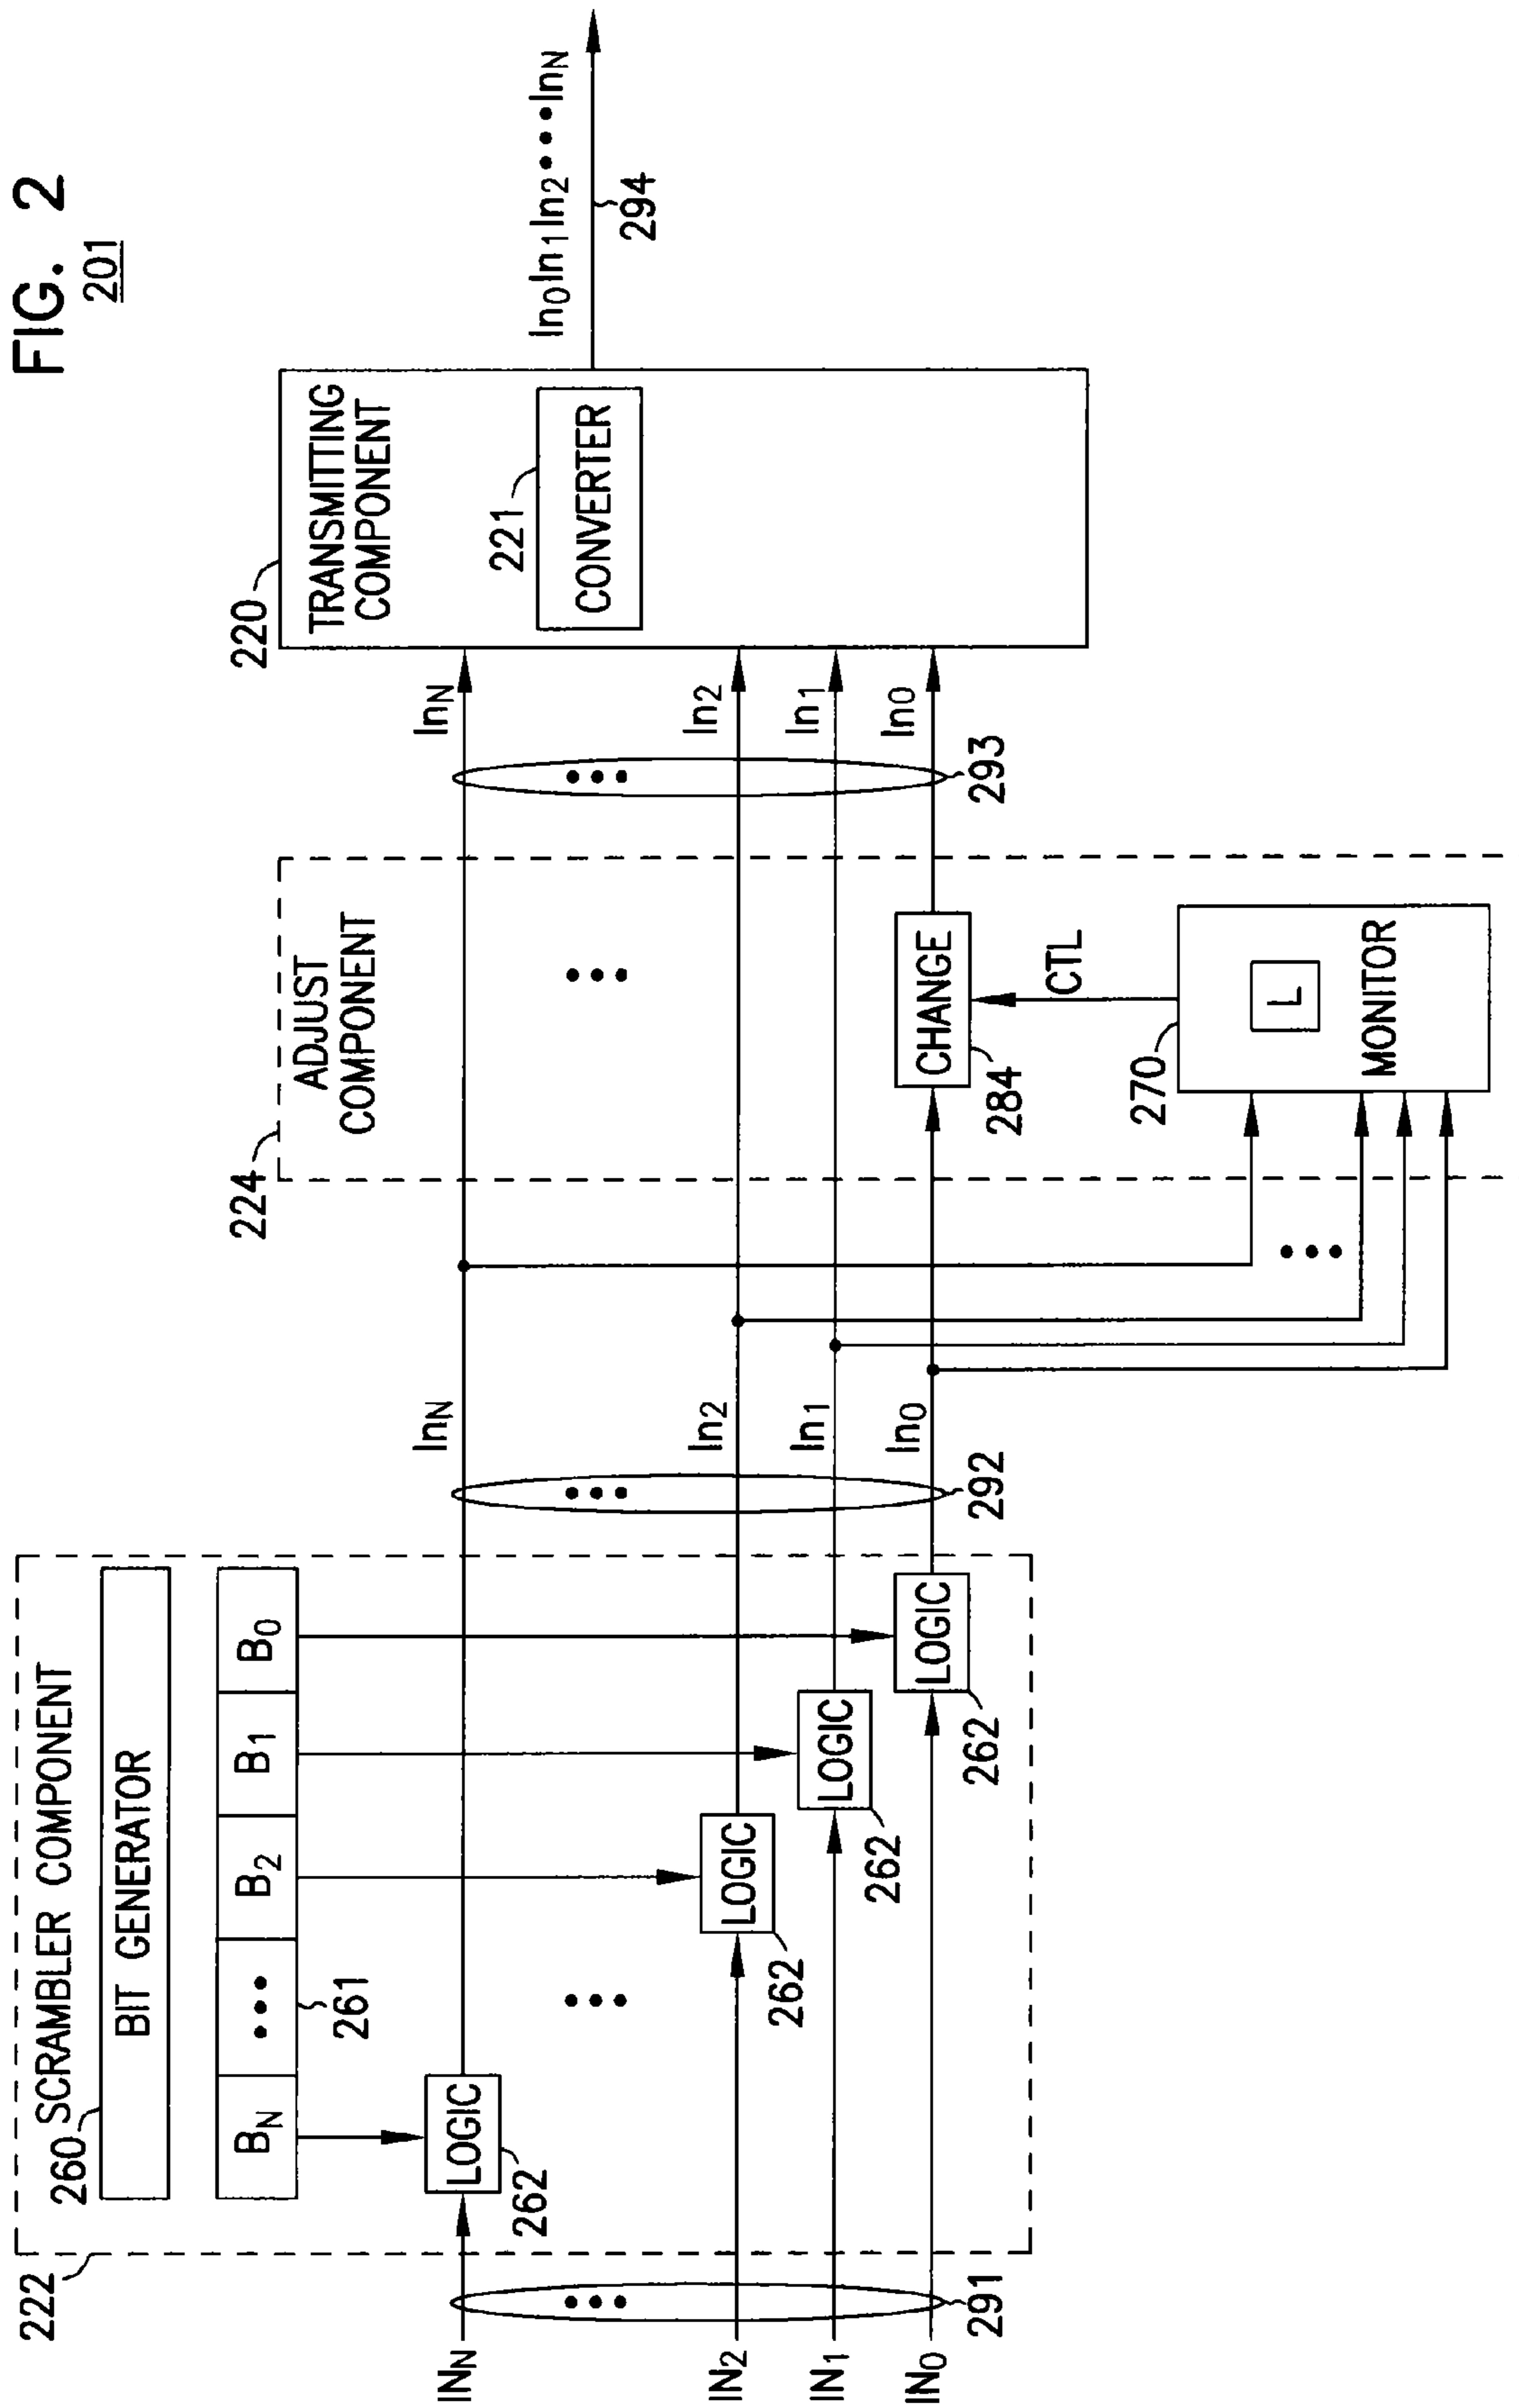 FIG. 2
201
222
260
SCRAMBLER COMPONENT
BIT GENERATOR
BN ••• B2 B1 B0
261
LOGIC
262
LOGIC
262
LOGIC
262
LOGIC
262
INN
•••
IN2
IN1
IN0
291
•••
InN
•••
In2
In1
In0
292
224
ADJUST
COMPONENT
•••
CHANGE
284
CTL
270
L
MONITOR
•••
InN
•••
In2
In1
In0
293
220
TRANSMITTING
COMPONENT
221
CONVERTER
In0In1In2•••InN
294